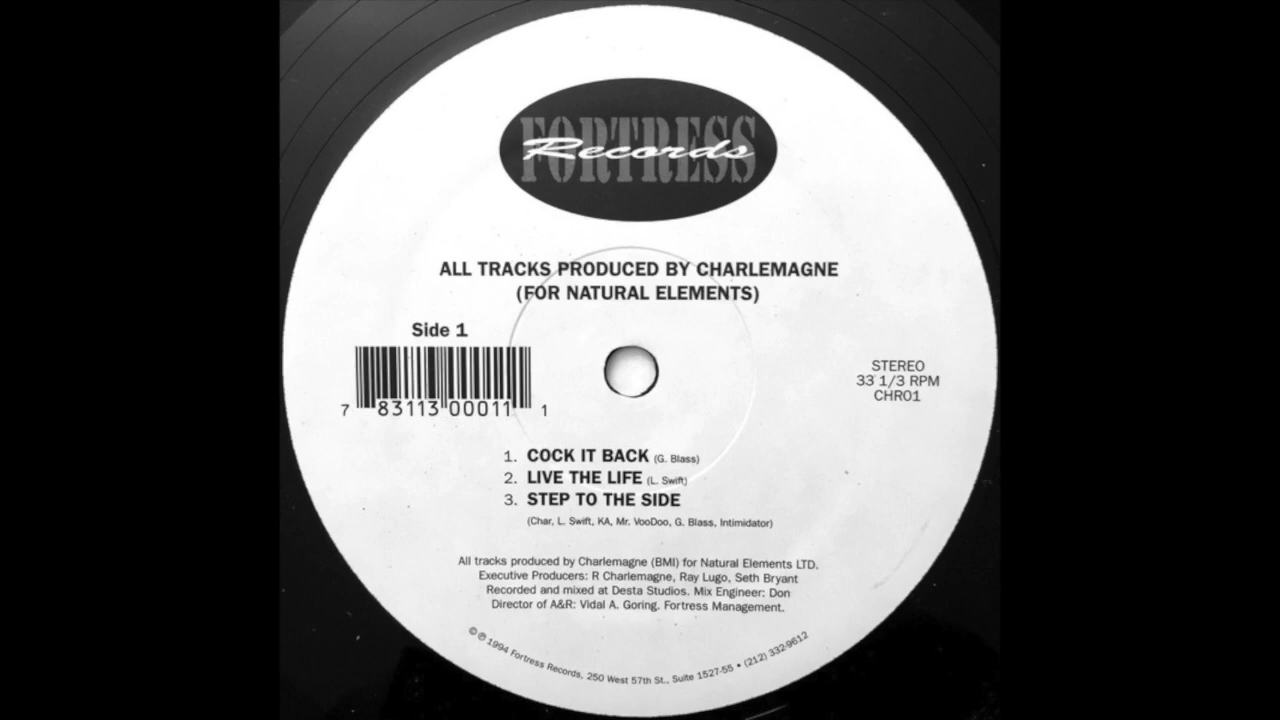 FORTRESS
Records
ALL TRACKS PRODUCED BY CHARLEMAGNE
(FOR NATURAL ELEMENTS)
Side 1
7 83113 00011 1
STEREO
33 1/3 RPM
CHR01
1. COCK IT BACK (G. Blass)
2. LIVE THE LIFE (L. Swift)
3. STEP TO THE SIDE
(Char, L. Swift, KA, Mr. VooDoo, G. Blass, Intimidator)
All tracks produced by Charlemagne (BMI) for Natural Elements LTD.
Executive Producers: R Charlemagne, Ray Lugo, Seth Bryant
Recorded and mixed at Desta Studios. Mix Engineer: Don
Director of A&R: Vidal A. Goring. Fortress Management.
© ℗ 1994 Fortress Records, 250 West 57th St., Suite 1527-55 • (212) 332-9612